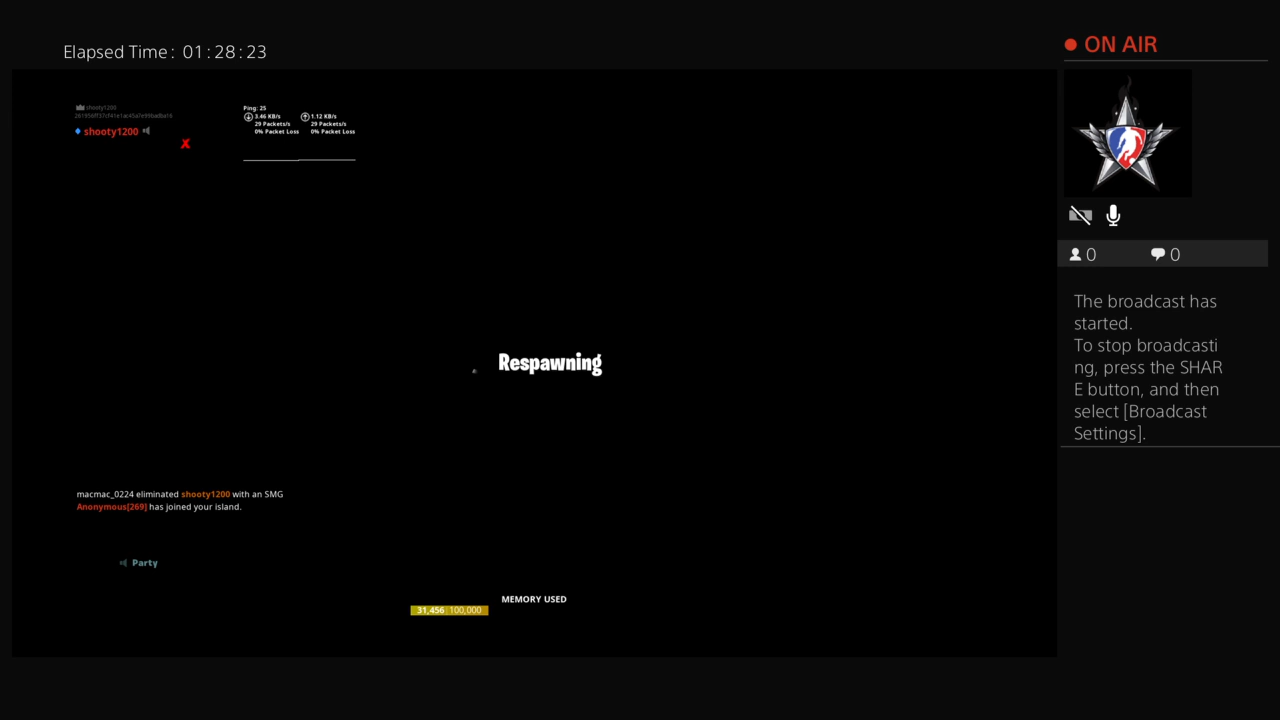 Elapsed Time: 01:28:23
ON AIR
shooty1200
shooty1200
X
Ping: 25
3.46 KB/s 1.12 KB/s
29 Packets/s 29 Packets/s
0% Packet Loss 0% Packet Loss
0 0
The broadcast has
started.
To stop broadcasti
ng, press the SHAR
E button, and then
select [Broadcast
Settings].
Respawning
macmac_0224 eliminated shooty1200 with an SMG
Anonymous[269] has joined your island.
Party
MEMORY USED
31,456 100,000